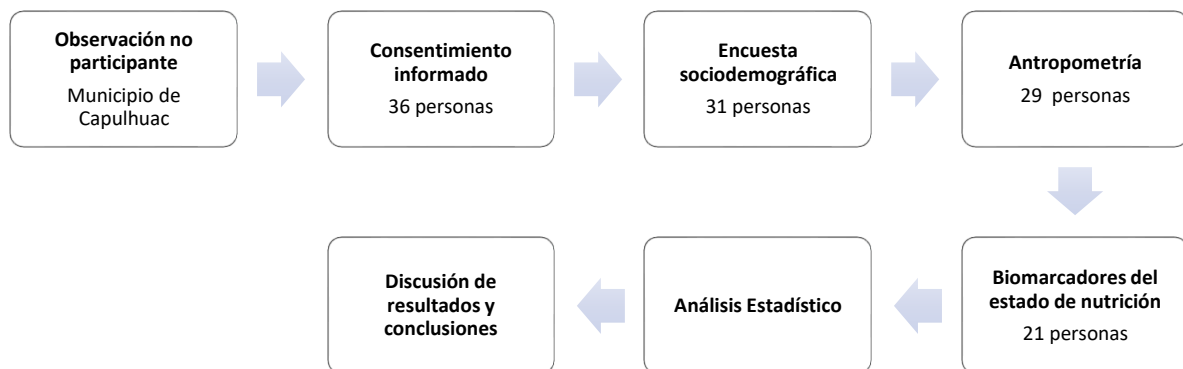 Observación no
participante
Municipio de
Capulhuac
Consentimiento
informado
36 personas
Encuesta
sociodemográfica
31 personas
Antropometría
29 personas
Biomarcadores del
estado de nutrición
21 personas
Análisis Estadístico
Discusión de
resultados y
conclusiones